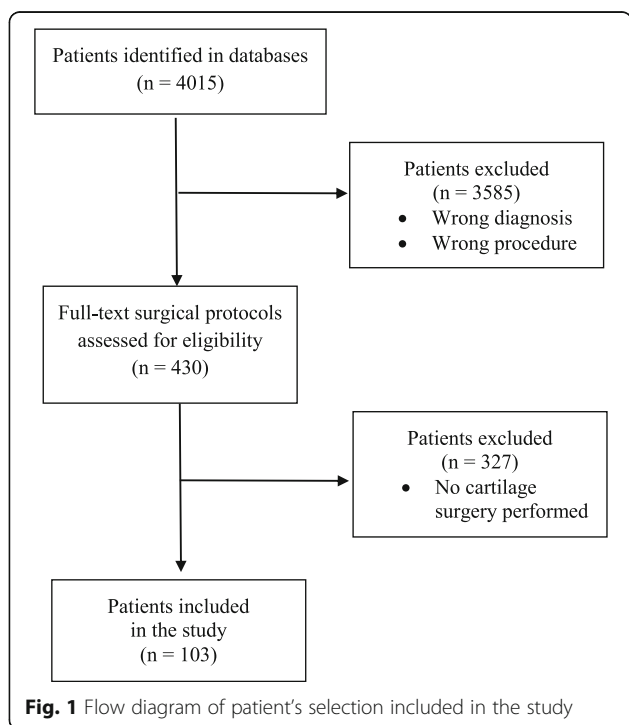 Patients identified in databases
(n = 4015)
Patients excluded
(n = 3585)
• Wrong diagnosis
• Wrong procedure
Full-text surgical protocols
assessed for eligibility
(n = 430)
Patients excluded
(n = 327)
• No cartilage
surgery performed
Patients included
in the study
(n = 103)
Fig. 1 Flow diagram of patient's selection included in the study